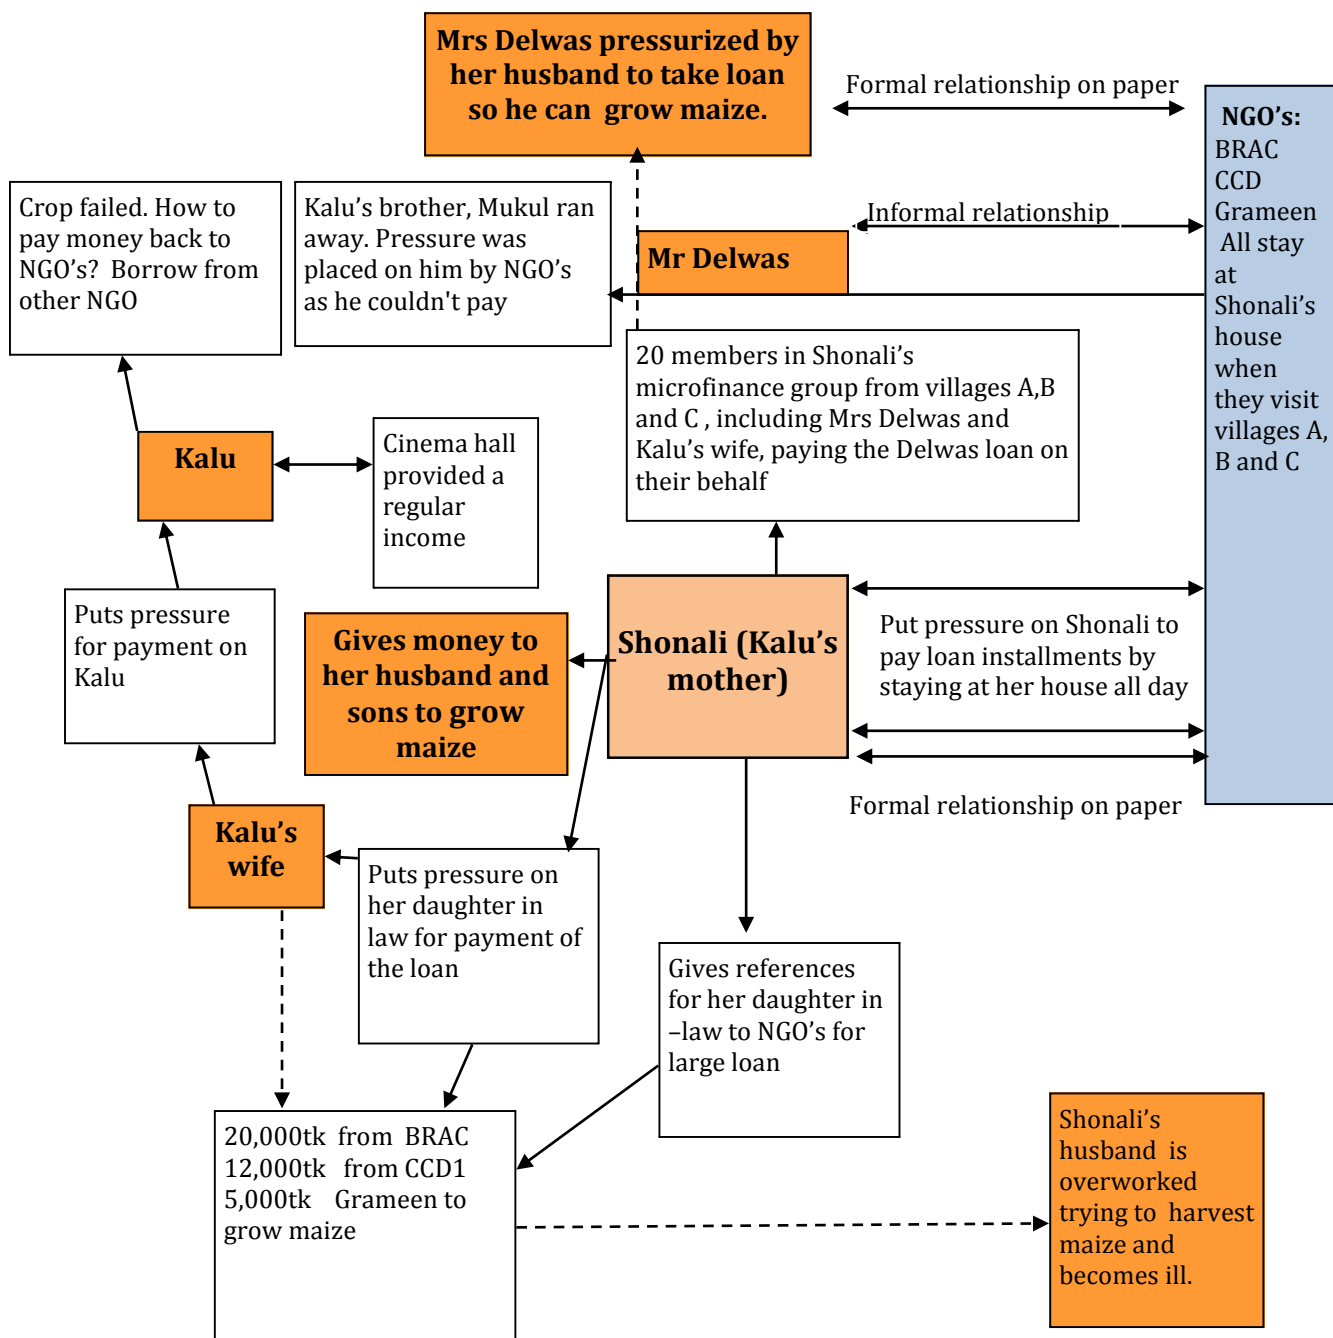 Mrs Delwas pressurized by
her husband to take loan
so he can grow maize.
Formal relationship on paper
NGO’s:
BRAC
CCD
Grameen
All stay
at
Shonali’s
house
when
they visit
villages A,
B and C
Crop failed. How to
pay money back to
NGO’s? Borrow from
other NGO
Kalu’s brother, Mukul ran
away. Pressure was
placed on him by NGO’s
as he couldn't pay
Informal relationship
Mr Delwas
20 members in Shonali’s
microfinance group from villages A,B
and C , including Mrs Delwas and
Kalu’s wife, paying the Delwas loan on
their behalf
Kalu
Cinema hall
provided a
regular
income
Puts pressure
for payment on
Kalu
Gives money to
her husband and
sons to grow
maize
Shonali (Kalu’s
mother)
Put pressure on Shonali to
pay loan installments by
staying at her house all day
Formal relationship on paper
Kalu’s
wife
Puts pressure on
her daughter in
law for payment of
the loan
Gives references
for her daughter in
–law to NGO’s for
large loan
20,000tk from BRAC
12,000tk from CCD1
5,000tk Grameen to
grow maize
Shonali’s
husband is
overworked
trying to harvest
maize and
becomes ill.